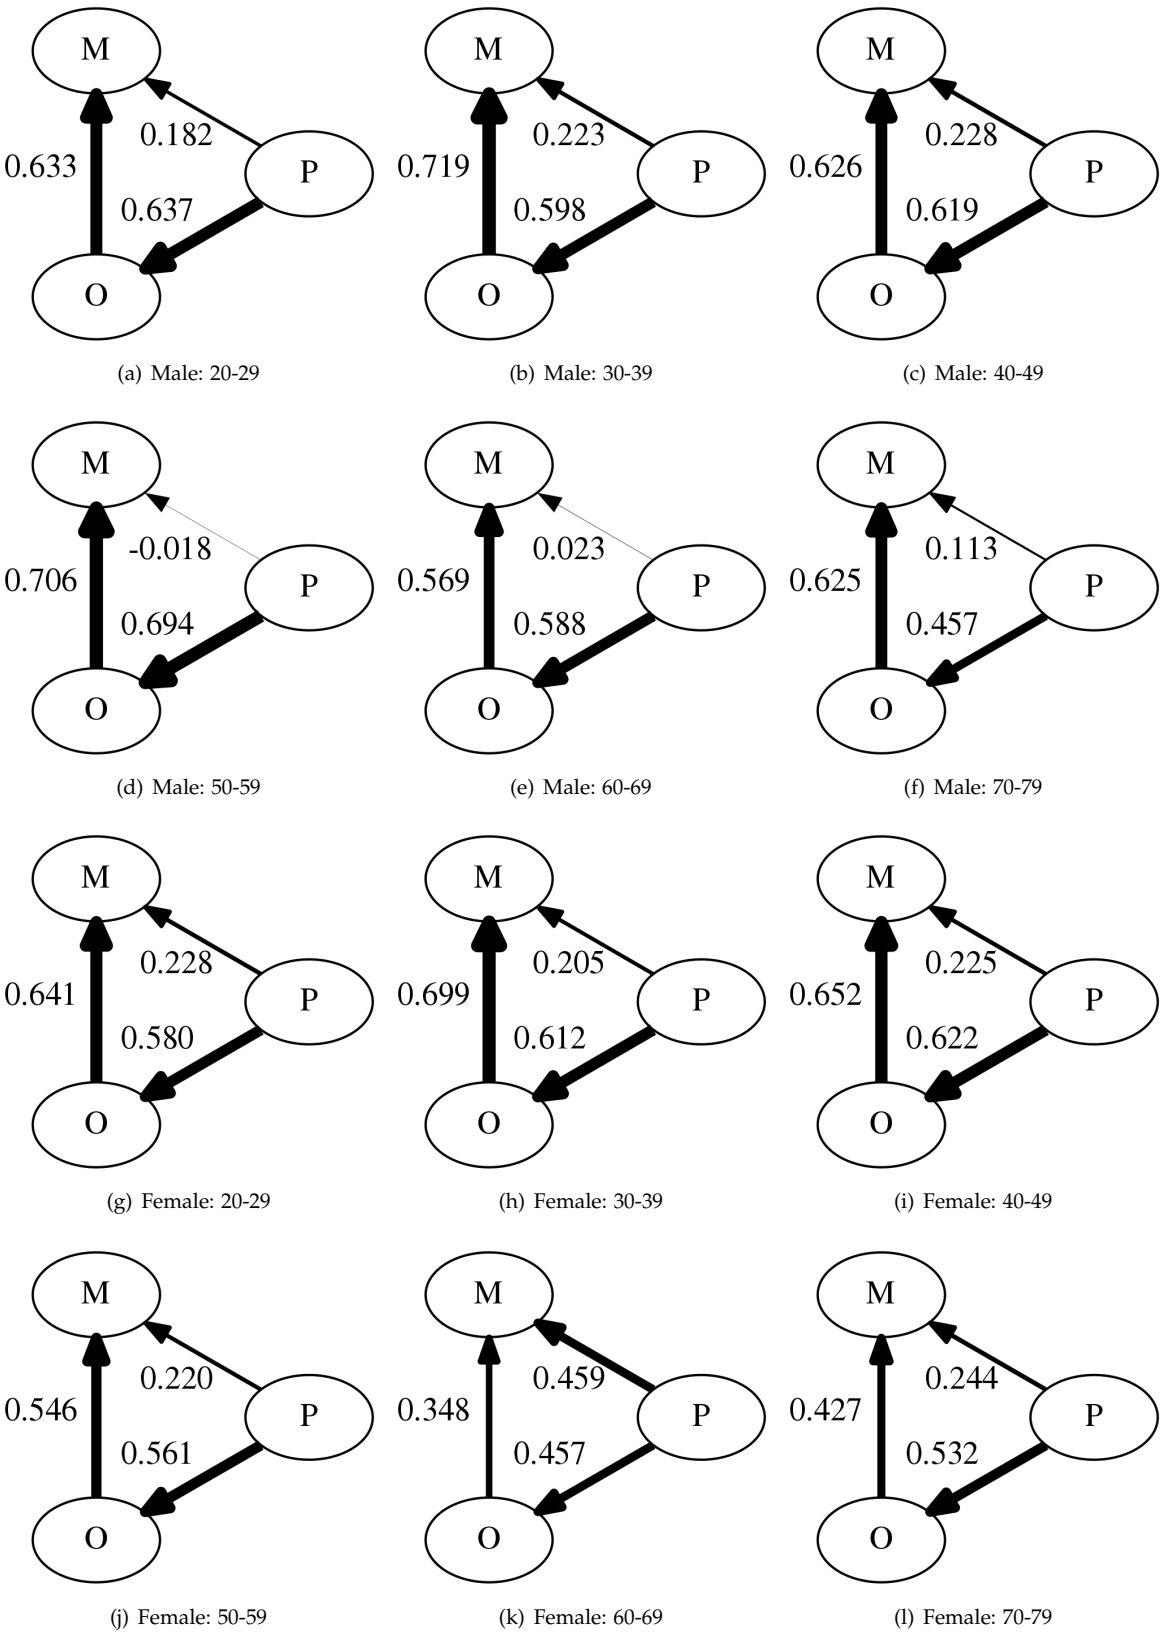 M M M
0.182 0.223 0.228
0.633 P 0.719 P 0.626 P
0.637 0.598 0.619
O O O
(a) Male: 20-29 (b) Male: 30-39 (c) Male: 40-49
M M M
-0.018 0.023 0.113
0.706 P 0.569 P 0.625 P
0.694 0.588 0.457
O O O
(d) Male: 50-59 (e) Male: 60-69 (f) Male: 70-79
M M M
0.228 0.205 0.225
0.641 P 0.699 P 0.652 P
0.580 0.612 0.622
O O O
(g) Female: 20-29 (h) Female: 30-39 (i) Female: 40-49
M M M
0.220 0.459 0.244
0.546 P 0.348 P 0.427 P
0.561 0.457 0.532
O O O
(j) Female: 50-59 (k) Female: 60-69 (l) Female: 70-79